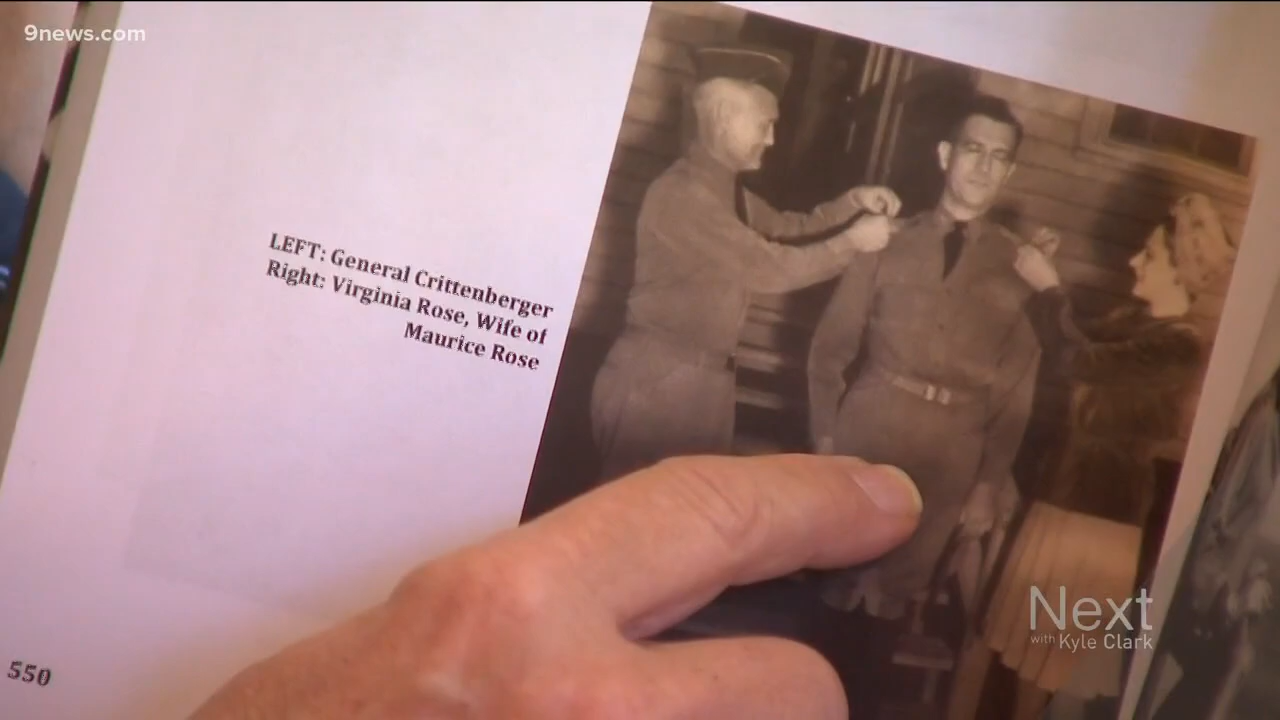 9news.com
LEFT: General Crittenberger
Right: Virginia Rose, Wife of
Maurice Rose
550
Next
with Kyle Clark